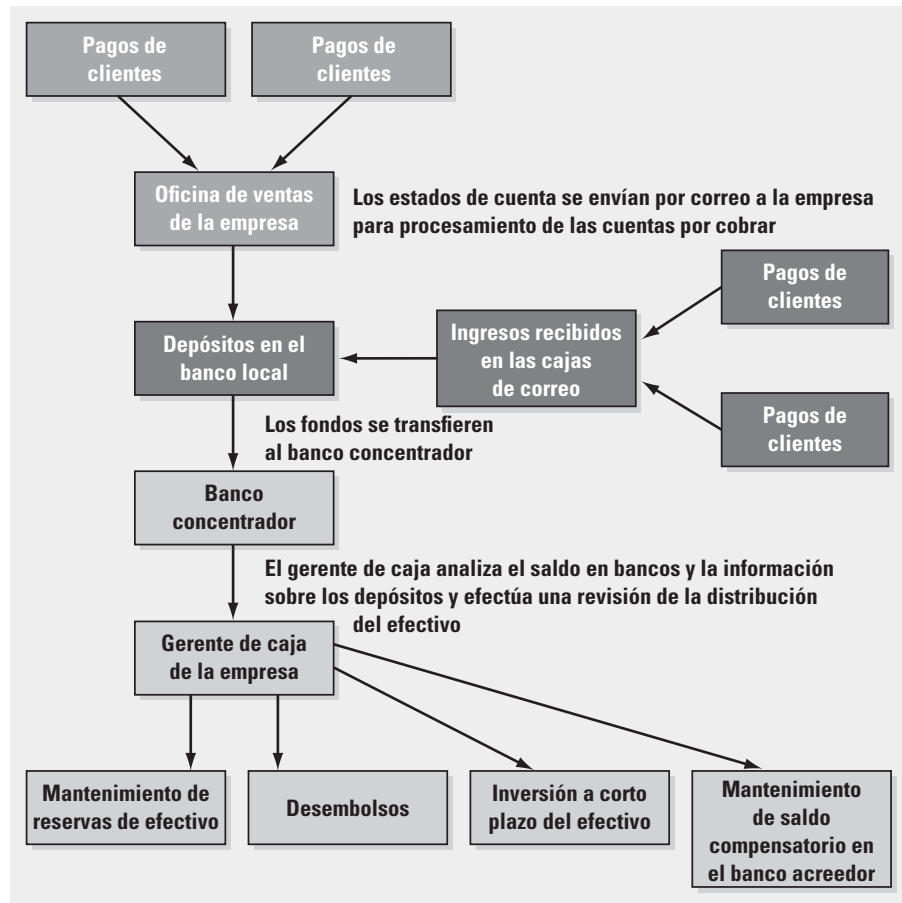 Pagos de
clientes
Pagos de
clientes
Oficina de ventas
de la empresa
Los estados de cuenta se envían por correo a la empresa
para procesamiento de las cuentas por cobrar
Pagos de
clientes
Depósitos en el
banco local
Ingresos recibidos
en las cajas
de correo
Pagos de
clientes
Los fondos se transfieren
al banco concentrador
Banco
concentrador
El gerente de caja analiza el saldo en bancos y la información
sobre los depósitos y efectúa una revisión de la distribución
del efectivo
Gerente de caja
de la empresa
Mantenimiento de
reservas de efectivo
Desembolsos
Inversión a corto
plazo del efectivo
Mantenimiento
de saldo
compensatorio en
el banco acreedor